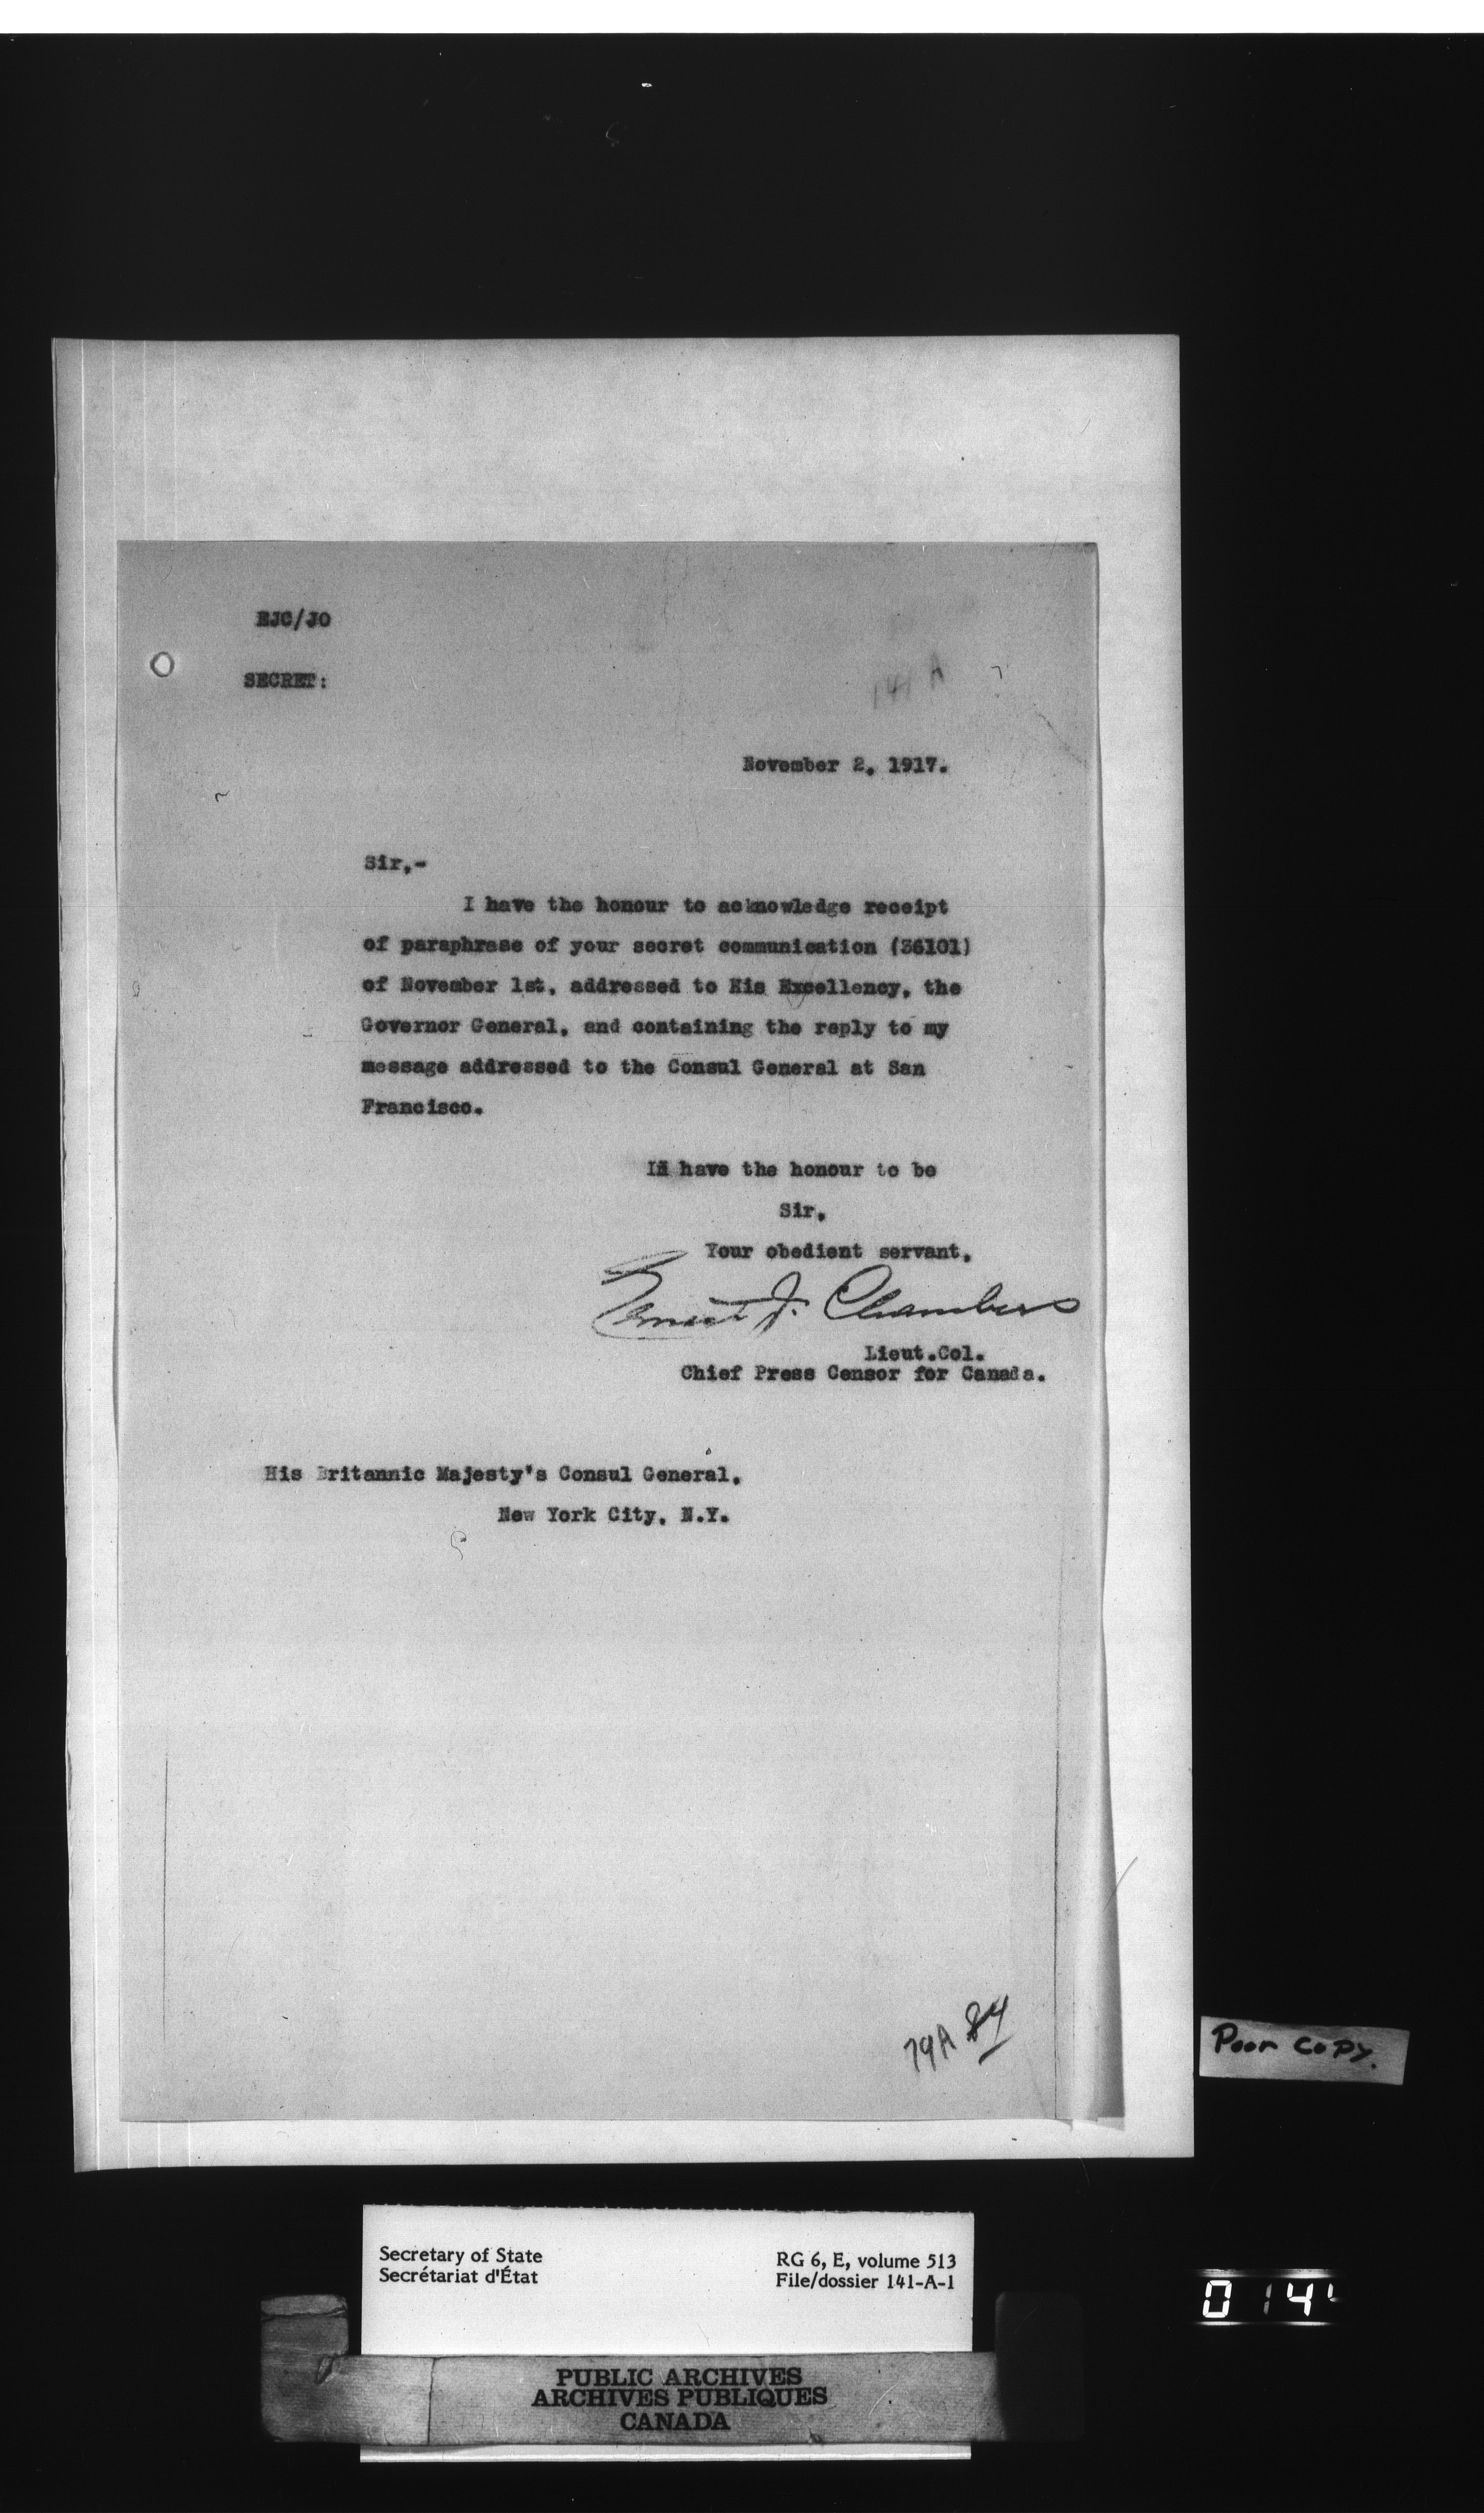 EJC/JO
SECRET:
141 A
November 2, 1917.
Sir,-
I have the honour to acknowledge receipt
of paraphrase of your secret communication (36101)
of November 1st, addressed to His Excellency, the
Governor General, and containing the reply to my
message addressed to the Consul General at San
Francisco.
I have the honour to be
Sir,
Your obedient servant,
Ernest J. Chambers
Lieut.Col.
Chief Press Censor for Canada.
His Britannic Majesty's Consul General,
New York City, N.Y.
79A 84
Poor Copy.
Secretary of State
Secrétariat d'État
RG 6, E, volume 513
File/dossier 141-A-1
PUBLIC ARCHIVES
ARCHIVES PUBLIQUES
CANADA